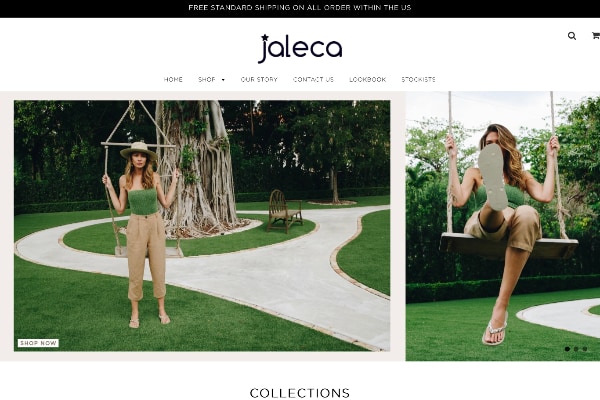 FREE STANDARD SHIPPING ON ALL ORDER WITHIN THE US
jaleca
HOME SHOP OUR STORY CONTACT US LOOKBOOK STOCKISTS
SHOP NOW
COLLECTIONS